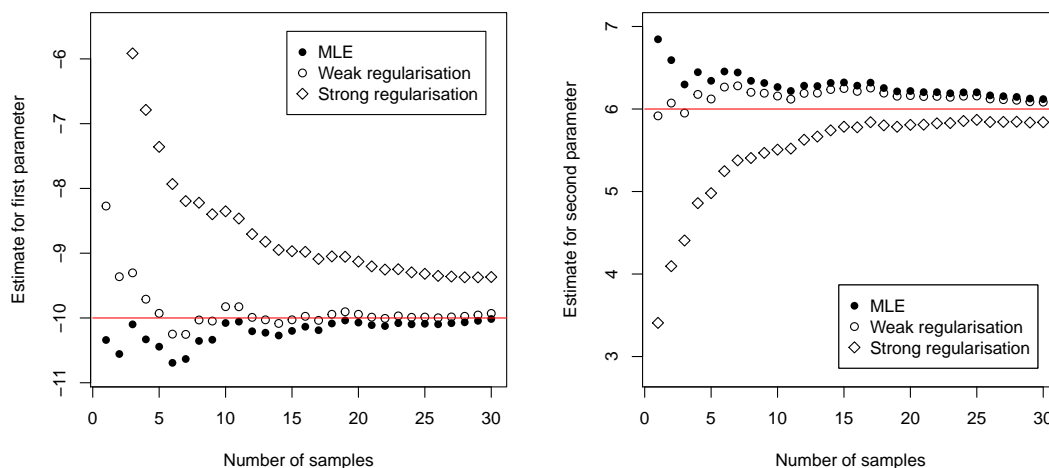 MLE
Weak regularisation
Strong regularisation
Estimate for first parameter
−6
−7
−8
−9
−10
−11
0 5 10 15 20 25 30
Number of samples
Estimate for second parameter
7
6
5
4
3
MLE
Weak regularisation
Strong regularisation
0 5 10 15 20 25 30
Number of samples